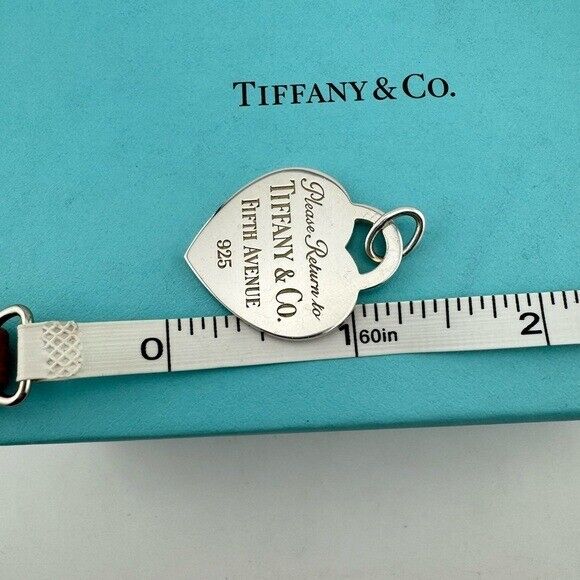 TIFFANY & CO.
Please Return to
TIFFANY & CO.
FIFTH AVENUE
925
0 1 60in 2